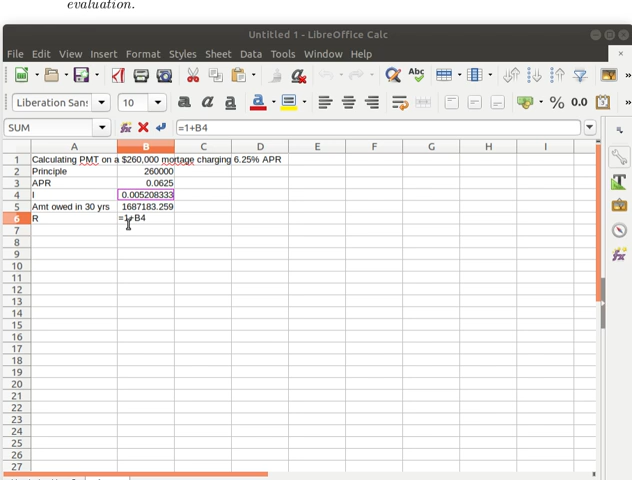 evaluation.
Untitled 1 - LibreOffice Calc
File Edit View Insert Format Styles Sheet Data Tools Window Help
Liberation Sans 10 a a a a % 0.0
SUM =1+B4
A B C D E F G H I
1 Calculating PMT on a $260,000 mortage charging 6.25% APR
2 Principle 260000
3 APR 0.0625
4 I 0.005208333
5 Amt owed in 30 yrs 1687183.259
6 R =1+B4
7
8
9
10
11
12
13
14
15
16
17
18
19
20
21
22
23
24
25
26
27